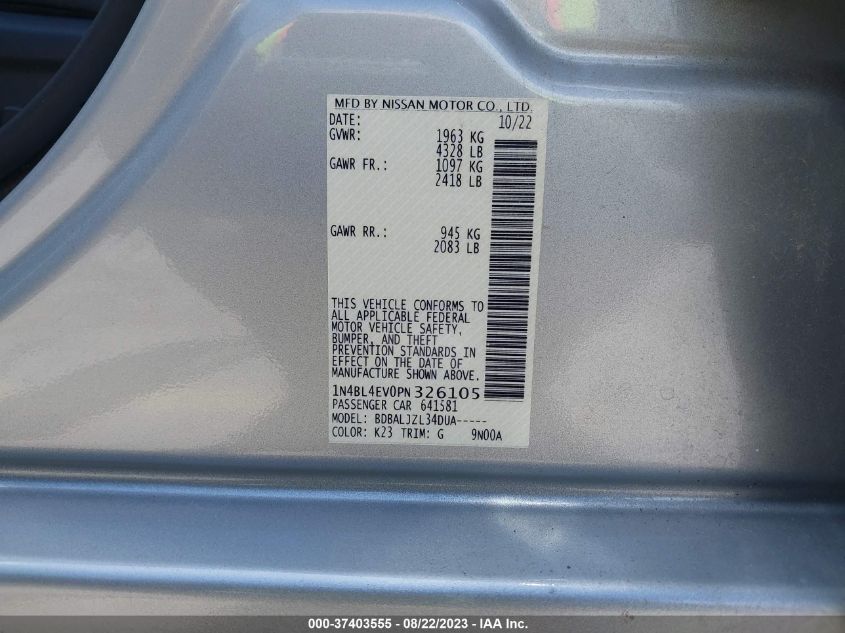 MFD BY NISSAN MOTOR CO., LTD.
DATE: 10/22
GVWR: 1963 KG
4328 LB
GAWR FR.: 1097 KG
2418 LB
GAWR RR.: 945 KG
2083 LB
THIS VEHICLE CONFORMS TO
ALL APPLICABLE FEDERAL
MOTOR VEHICLE SAFETY,
BUMPER, AND THEFT
PREVENTION STANDARDS IN
EFFECT ON THE DATE OF
MANUFACTURE SHOWN ABOVE.
1N4BL4EV0PN326105
PASSENGER CAR 641581
MODEL: BDBALJZL34DUA-----
COLOR: K23 TRIM: G 9N00A
000-37403555 - 08/22/2023 - IAA Inc.